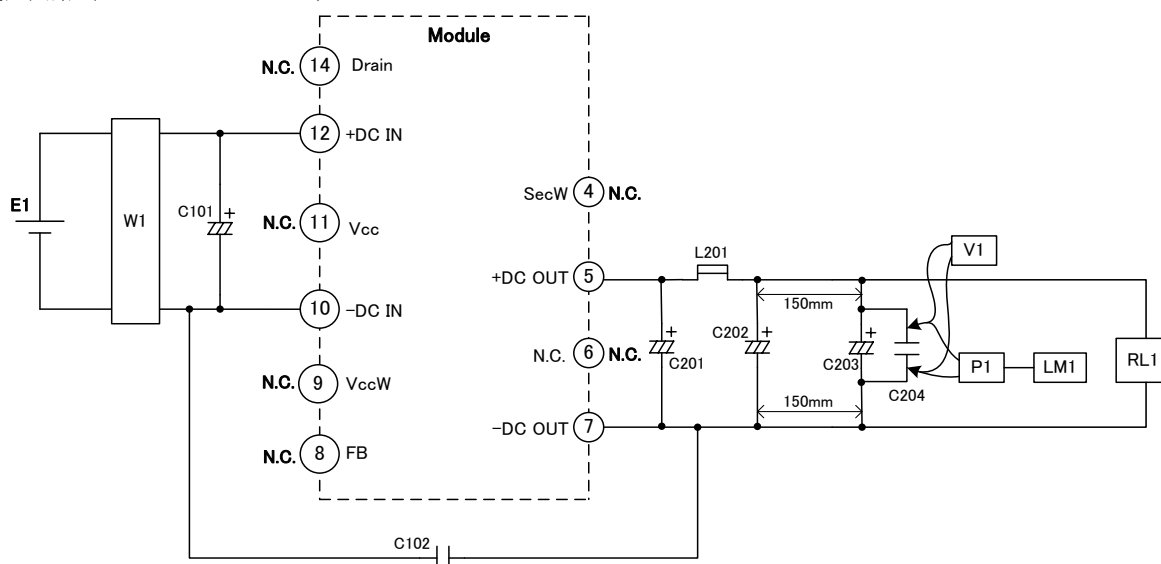 Module
N.C. 14 Drain
12 +DC IN
E1
W1
C101 +
N.C. 11 Vcc
10 -DC IN
N.C. 9 VccW
N.C. 8 FB
SecW 4 N.C.
+DC OUT 5
N.C. 6 N.C.
-DC OUT 7
L201
+
C201
150mm
C202 +
150mm
+
C203
C204
V1
P1
LM1
RL1
C102